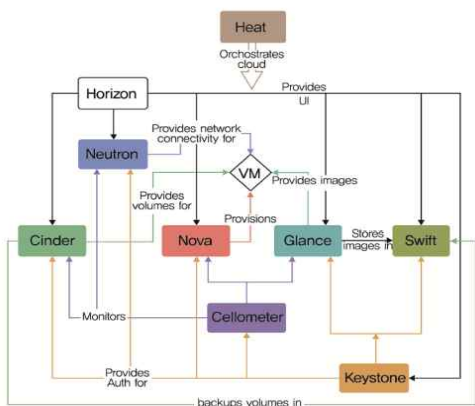 Heat
Orchostrates
cloud
Provides
UI
Horizon
Provides network
connectivity for
Neutron
VM
Provides images
Provides
volumes for
Provisions
Cinder
Nova
Glance
Stores
images in
Swift
Cellometer
Monitors
Provides
Auth for
Keystone
backups volumes in